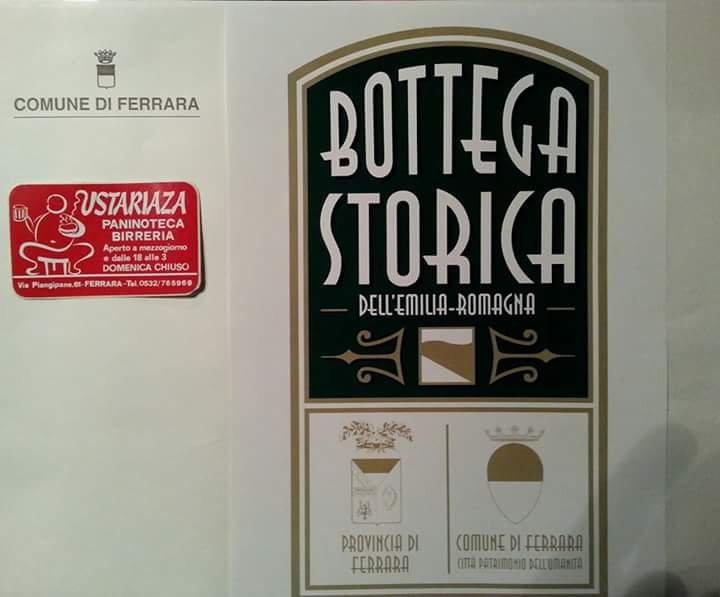 COMUNE DI FERRARA
USTARIAZA
PANINOTECA
BIRRERIA
Aperto a mezzogiorno
e dalle 18 alle 3
DOMENICA CHIUSO
Via Piangipane, 61 - FERRARA - Tel. 0532/765969
BOTTEGA
STORICA
DELL'EMILIA-ROMAGNA
PROVINCIA DI
FERRARA
COMUNE DI FERRARA
CITTÀ PATRIMONIO DELL'UMANITÀ